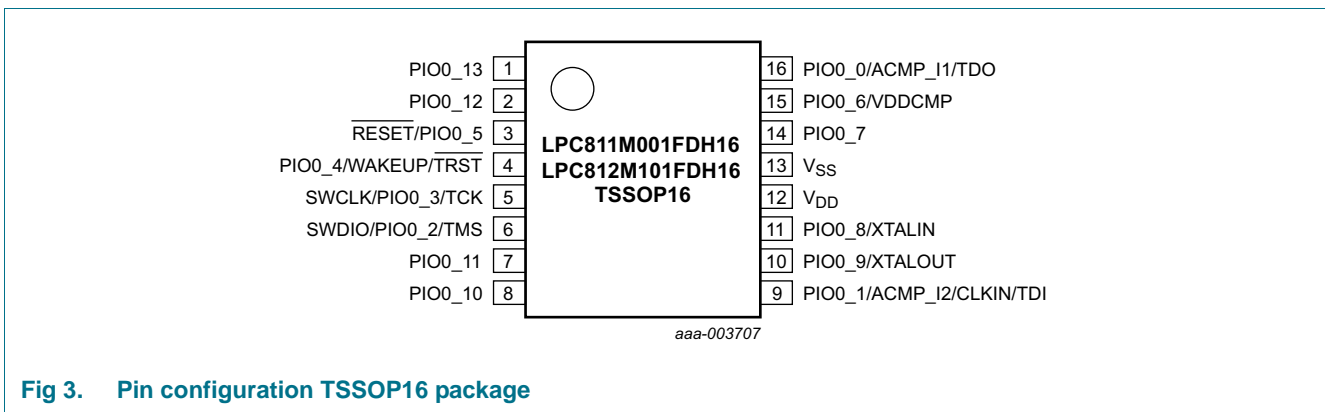 PIO0_13 1
PIO0_12 2
RESET/PIO0_5 3
PIO0_4/WAKEUP/TRST 4
SWCLK/PIO0_3/TCK 5
SWDIO/PIO0_2/TMS 6
PIO0_11 7
PIO0_10 8
LPC811M001FDH16
LPC812M101FDH16
TSSOP16
16 PIO0_0/ACMP_I1/TDO
15 PIO0_6/VDDCMP
14 PIO0_7
13 VSS
12 VDD
11 PIO0_8/XTALIN
10 PIO0_9/XTALOUT
9 PIO0_1/ACMP_I2/CLKIN/TDI
aaa-003707
Fig 3. Pin configuration TSSOP16 package